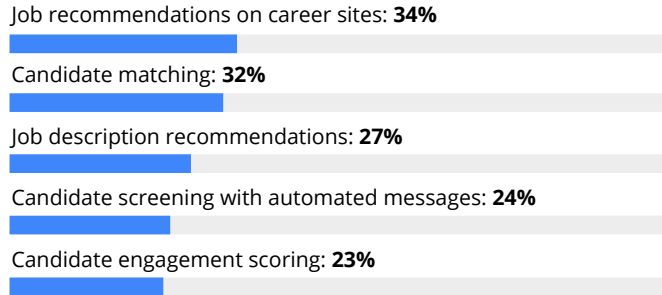 Job recommendations on career sites: 34%
Candidate matching: 32%
Job description recommendations: 27%
Candidate screening with automated messages: 24%
Candidate engagement scoring: 23%